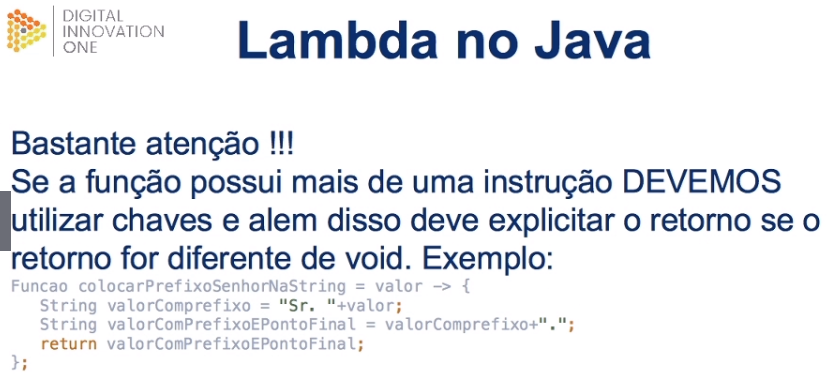 DIGITAL
INNOVATION
ONE
Lambda no Java
Bastante atenção !!!
Se a função possui mais de uma instrução DEVEMOS
utilizar chaves e alem disso deve explicitar o retorno se o
retorno for diferente de void. Exemplo:
Funcao colocarPrefixoSenhorNaString = valor -> {
String valorComprefixo = "Sr. "+valor;
String valorComPrefixoEPontoFinal = valorComprefixo+".";
return valorComPrefixoEPontoFinal;
};